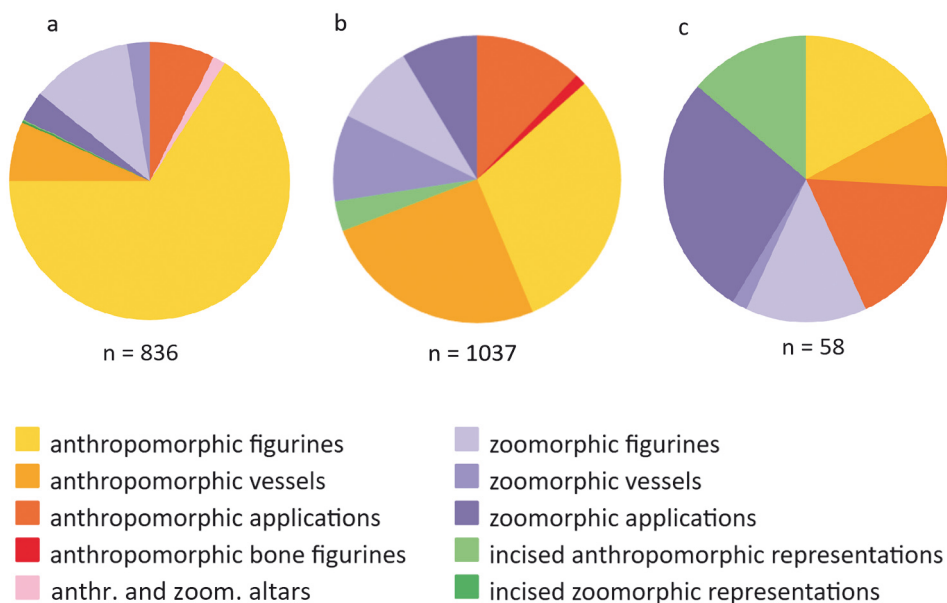 a
b
c
n = 836
n = 1037
n = 58
anthropomorphic figurines
anthropomorphic vessels
anthropomorphic applications
anthropomorphic bone figurines
anthr. and zoom. altars
zoomorphic figurines
zoomorphic vessels
zoomorphic applications
incised anthropomorphic representations
incised zoomorphic representations